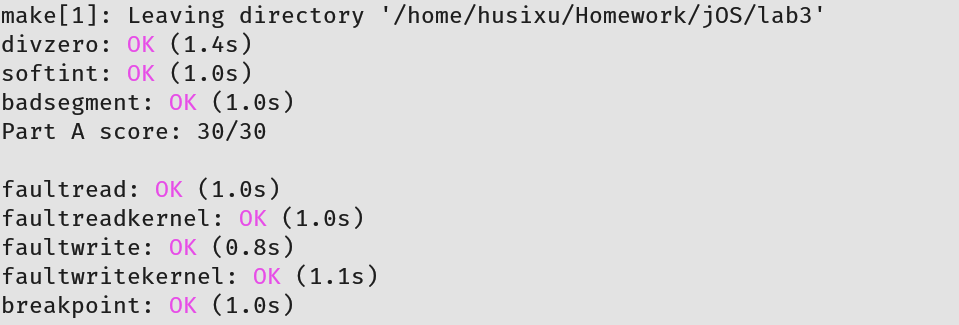 make[1]: Leaving directory '/home/husixu/Homework/jOS/lab3'
divzero: OK (1.4s)
softint: OK (1.0s)
badsegment: OK (1.0s)
Part A score: 30/30
faultread: OK (1.0s)
faultreadkernel: OK (1.0s)
faultwrite: OK (0.8s)
faultwritekernel: OK (1.1s)
breakpoint: OK (1.0s)